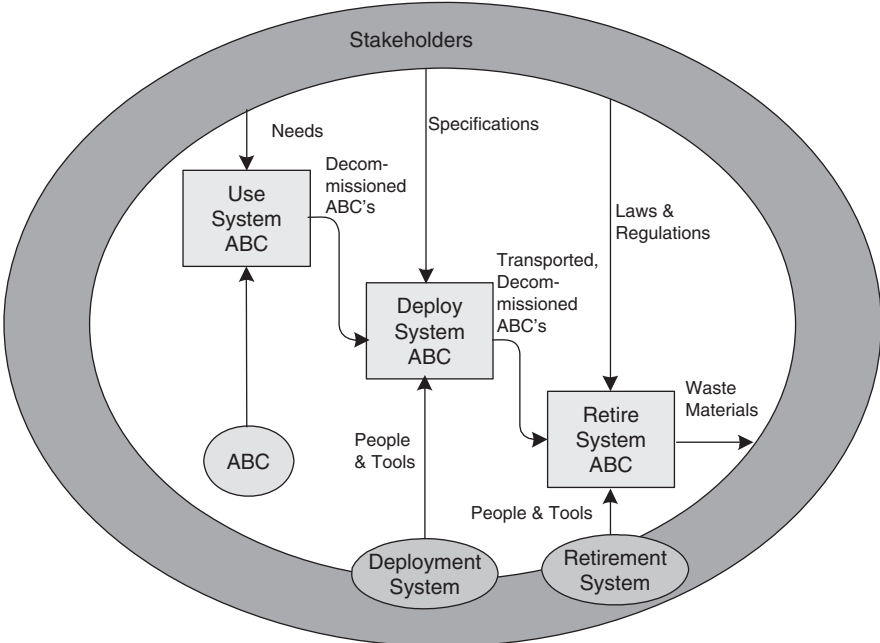 Stakeholders
Needs
Specifications
Decom-
missioned
ABC's
Use
System
ABC
Laws &
Regulations
Transported,
Decom-
missioned
ABC's
Deploy
System
ABC
Waste
Materials
Retire
System
ABC
People
& Tools
ABC
People & Tools
Deployment
System
Retirement
System